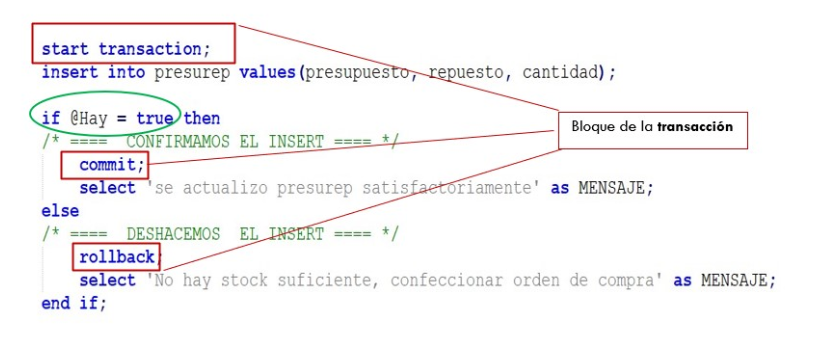 start transaction;
insert into presurep values(presupuesto, repuesto, cantidad);
if @Hay = true then
/* ==== CONFIRMAMOS EL INSERT ==== */
commit;
select 'se actualizo presurep satisfactoriamente' as MENSAJE;
else
/* ==== DESHACEMOS EL INSERT ==== */
rollback;
select 'No hay stock suficiente, confeccionar orden de compra' as MENSAJE;
end if;
Bloque de la transacción